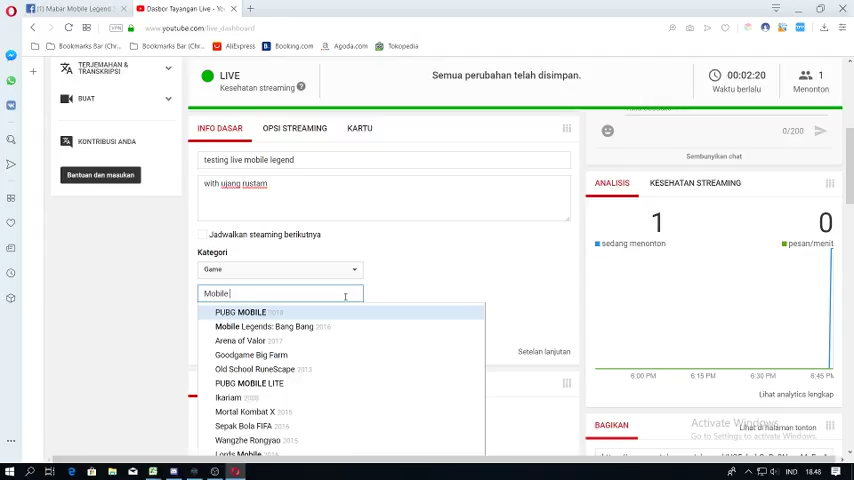 [1] Mabar Mobile Legend S
Dasbor Tayangan Live - You
VPN
www.youtube.com/live_dashboard
Bookmarks Bar (Chr...
Bookmarks Bar (Chr...
AliExpress
Booking.com
Agoda.com
Tokopedia
TERJEMAHAN &
TRANSKRIPSI
BUAT
KONTRIBUSI ANDA
Bantuan dan masukan
LIVE
Kesehatan streaming
Semua perubahan telah disimpan.
00:02:20
Waktu berlalu
1
Menonton
INFO DASAR
OPSI STREAMING
KARTU
testing live mobile legend
with ujang rustam
Jadwalkan steaming berikutnya
Kategori
Game
Mobile
PUBG MOBILE 2018
Mobile Legends: Bang Bang 2016
Arena of Valor 2017
Goodgame Big Farm
Old School RuneScape 2013
PUBG MOBILE LITE
Ikariam 2008
Mortal Kombat X 2015
Sepak Bola FIFA 2016
Wangzhe Rongyao 2015
Lords Mobile
Setelan lanjutan
0/200
Sembunyikan chat
ANALISIS
KESEHATAN STREAMING
1
sedang menonton
0
pesan/menit
6:00 PM
6:15 PM
6:30 PM
6:45 PM
Lihat analytics lengkap
BAGIKAN
Lihat di halaman tonton
Activate Windows
Go to Settings to activate Windows.
IND
18.48